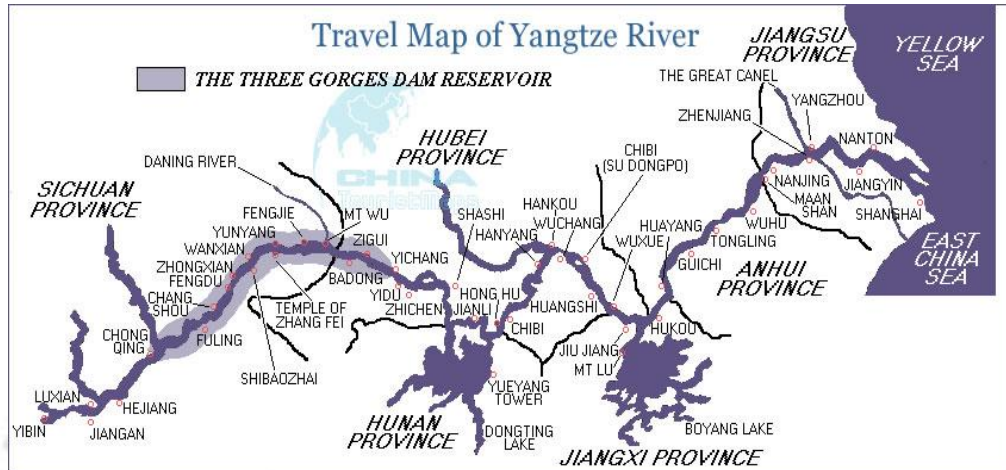 Travel Map of Yangtze River
THE THREE GORGES DAM RESERVOIR
JIANGSU
PROVINCE
YELLOW
SEA
THE GREAT CANEL
YANGZHOU
ZHENJIANG
NANTON
HUBEI
PROVINCE
CHIBI
(SU DONGPO)
DANING RIVER
CHINA
TouristCities
SICHUAN
PROVINCE
NANJING
MAAN
SHAN
JIANGYIN
SHANGHAI
FENGJIE
MT WU
YUNYANG
WANXIAN
ZIGUI
ZHONGXIAN
FENGDU
SHASHI
HANKOU
WUCHANG
HANYANG
WUXUE
HUAYANG
WUHU
TONGLING
EAST
CHINA
SEA
YICHANG
BADONG
GUICHI
ANHUI
PROVINCE
CHANG
SHOU
TEMPLE OF
ZHANG FEI
YIDU
ZHICHEN
HONG HU
JIANLI
HUANGSHI
CHONG
QING
FULING
CHIBI
HUKOU
SHIBAOZHAI
JIU JIANG
MT LU
LUXIAN
HEJIANG
YUEYANG
TOWER
YIBIN
JIANGAN
HUNAN
PROVINCE
DONGTING
LAKE
BOYANG LAKE
JIANGXI PROVINCE